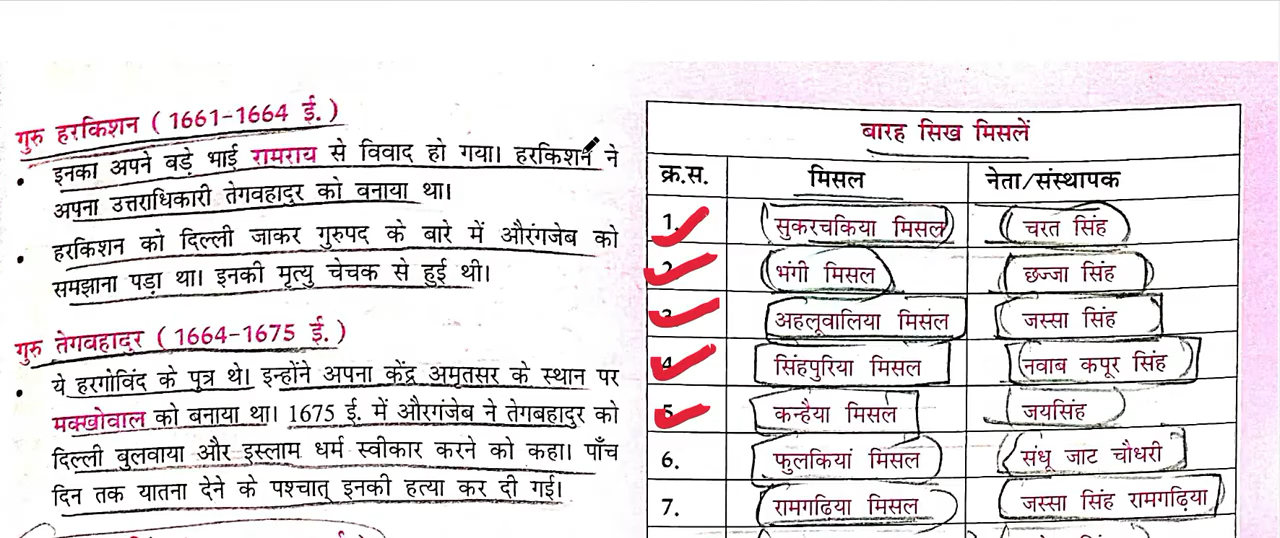 गुरु हरकिशन ( 1661-1664 ई. )
• इनका अपने बड़े भाई रामराय से विवाद हो गया। हरकिशन ने
अपना उत्तराधिकारी तेगवहादुर को बनाया था।
• हरकिशन को दिल्ली जाकर गुरुपद के बारे में औरंगजेब को
समझाना पड़ा था। इनकी मृत्यु चेचक से हुई थी।
गुरु तेगवहादुर ( 1664-1675 ई. )
• ये हरगोविंद के पुत्र थे। इन्होंने अपना केंद्र अमृतसर के स्थान पर
मक्खोवाल को बनाया था। 1675 ई. में औरगजेब ने तेगबहादुर को
दिल्ली बुलवाया और इस्लाम धर्म स्वीकार करने को कहा। पाँच
दिन तक यातना देने के पश्चात् इनकी हत्या कर दी गई।
बारह सिख मिसलें
क्र.स. मिसल नेता/संस्थापक
1. सुकरचकिया मिसल चरत सिंह
2. भंगी मिसल छज्जा सिंह
3. अहलूवालिया मिसल जस्सा सिंह
4. सिंहपुरिया मिसल नवाब कपूर सिंह
5. कन्हैया मिसल जयसिंह
6. फुलकियां मिसल संधू जाट चौधरी
7. रामगढ़िया मिसल जस्सा सिंह रामगढ़िया